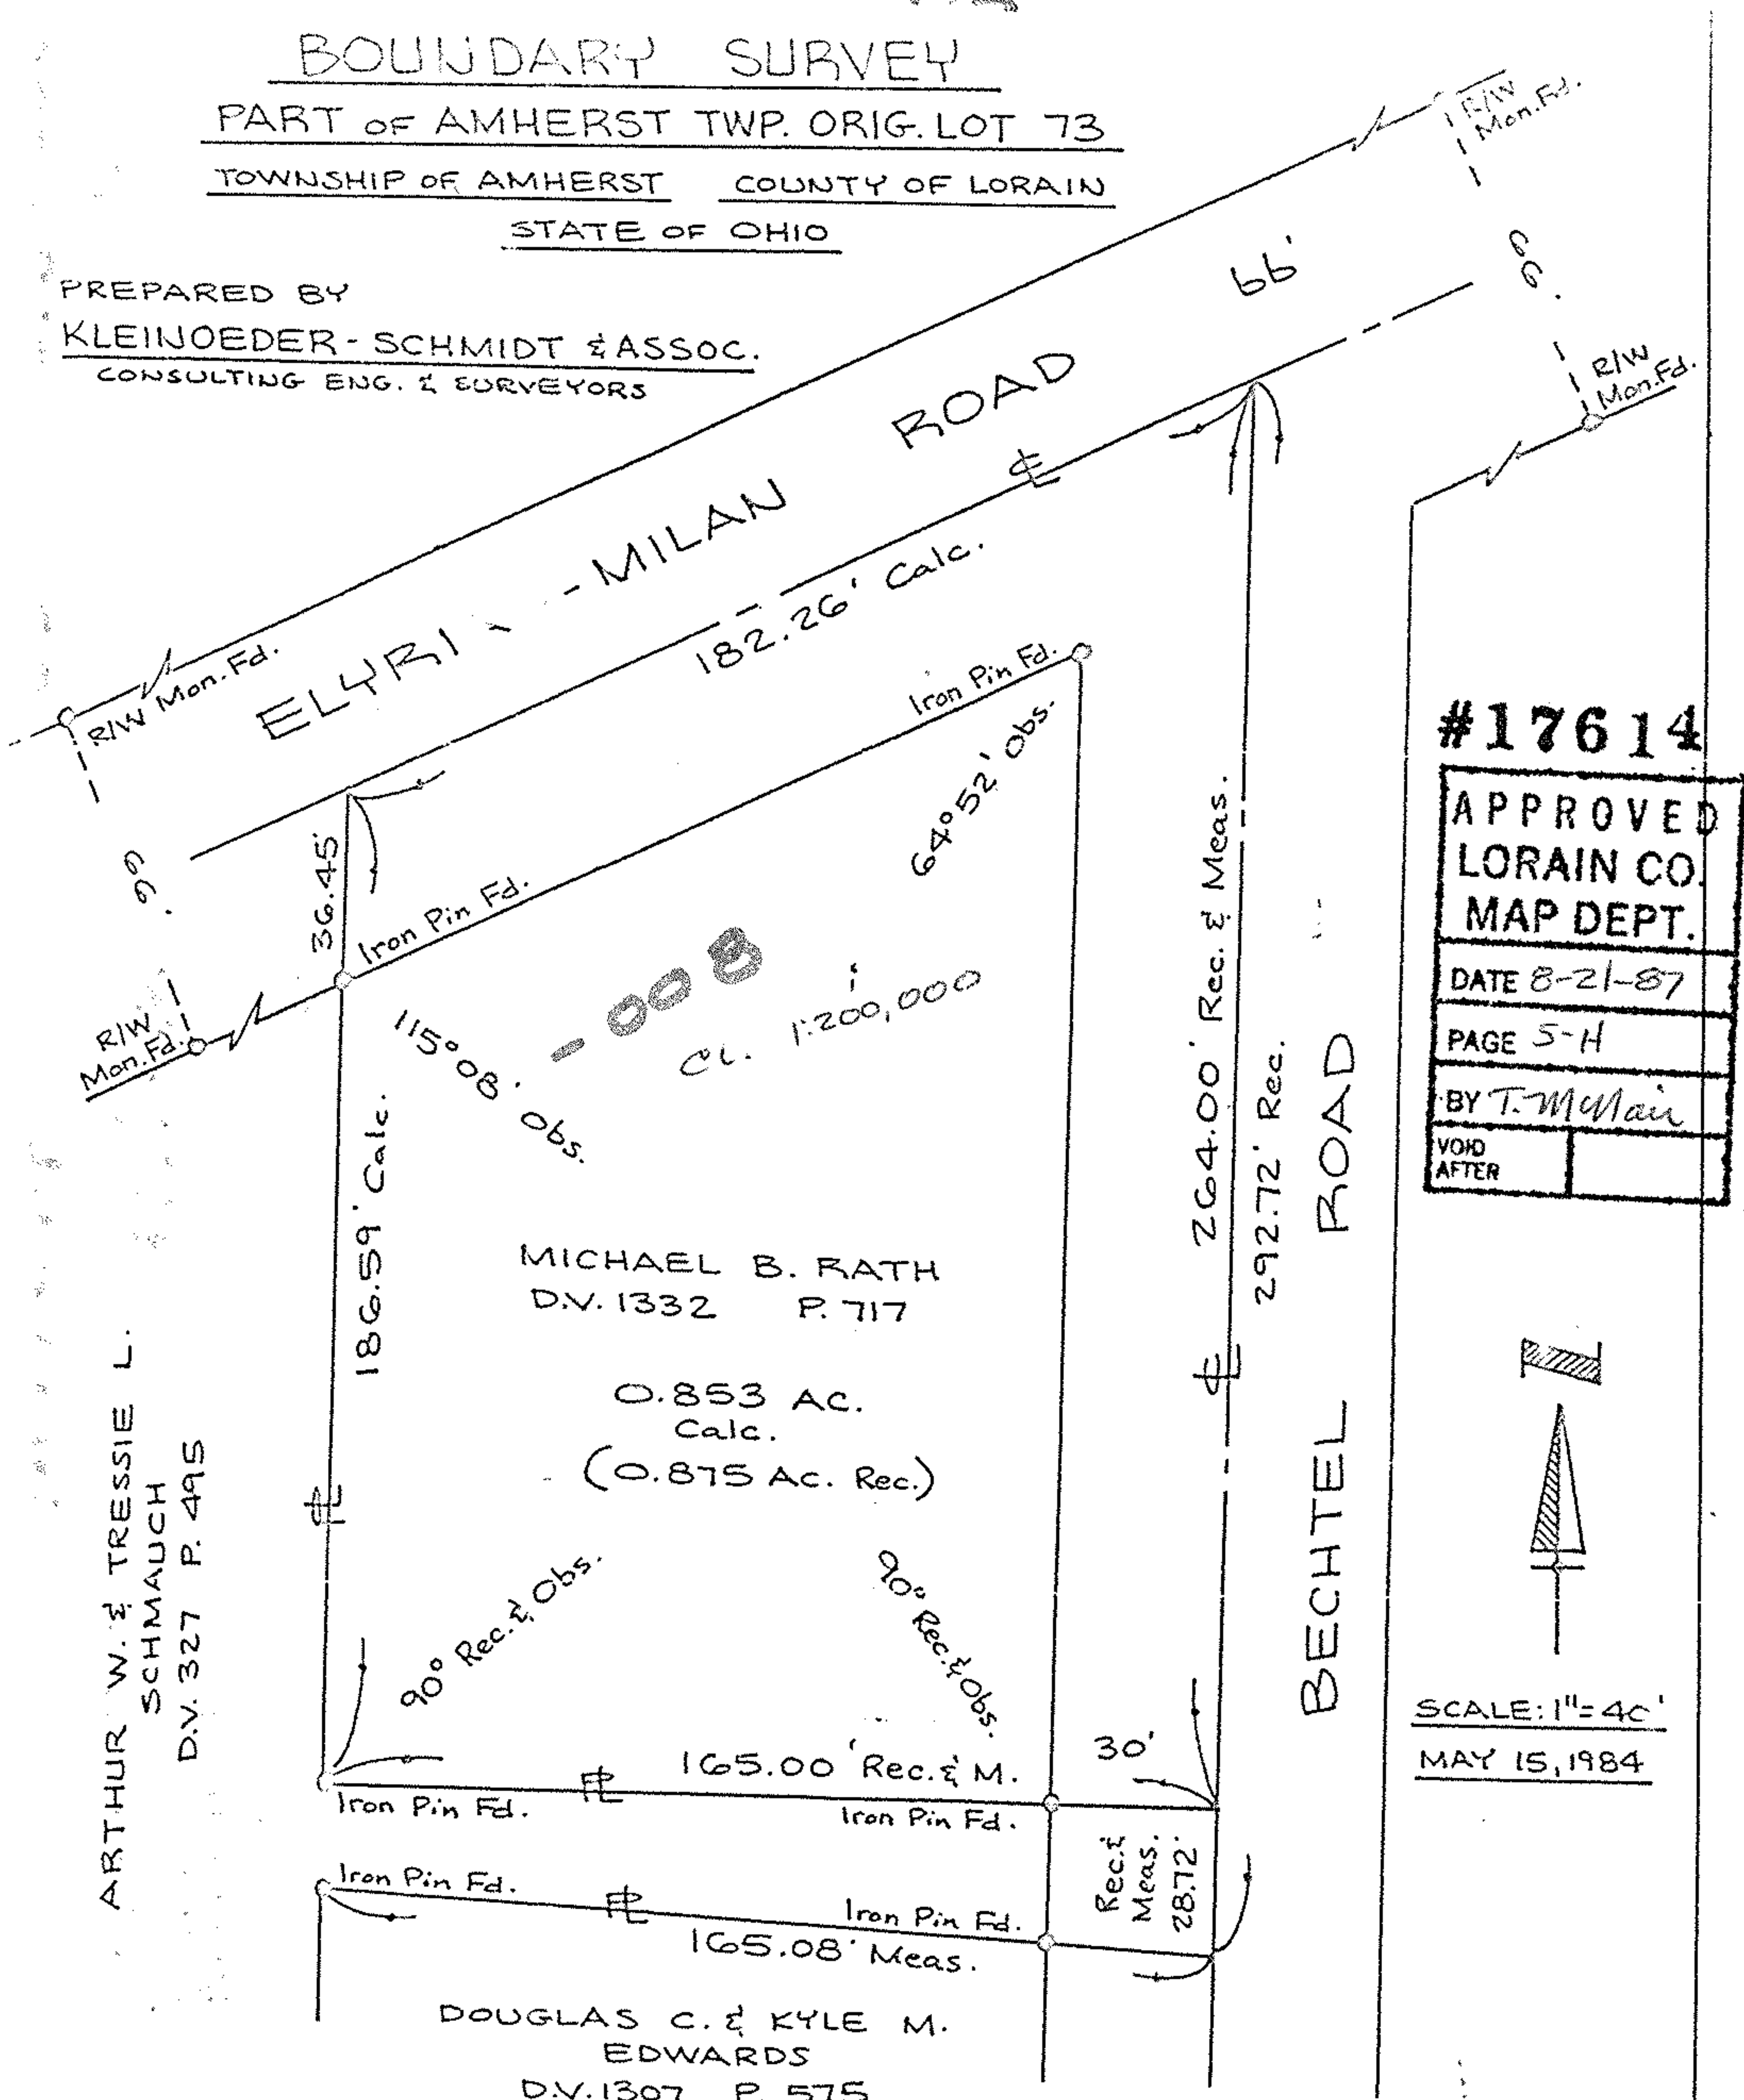 BOUNDARY SURVEY
PART OF AMHERST TWP. ORIG. LOT 73
TOWNSHIP OF AMHERST COUNTY OF LORAIN
STATE OF OHIO
PREPARED BY
KLEINOEDER-SCHMIDT & ASSOC.
CONSULTING ENG. & SURVEYORS
R/W
Mon. Fd.
66'
66'
R/W
Mon. Fd.
ELYRI - MILAN ROAD
℄
182.26' Calc.
R/W Mon. Fd.
Iron Pin Fd.
64°52' Obs.
66'
36.45'
Iron Pin Fd.
R/W
Mon. Fd.
115°08' Obs.
-008
CL. 1:200,000
#17614
APPROVED
LORAIN CO.
MAP DEPT.
DATE 8-21-87
PAGE 5-H
BY T. McNair
VOID
AFTER
186.59' Calc.
264.00' Rec. & Meas.
292.72' Rec.
℄
BECHTEL ROAD
MICHAEL B. RATH
D.V. 1332 P. 717
0.853 AC.
Calc.
(0.875 Ac. Rec.)
ARTHUR W. & TRESSIE L.
SCHMAUCH
D.V. 327 P. 495
℄
90° Rec. & Obs.
90° Rec. & Obs.
SCALE: 1"=40'
MAY 15, 1984
165.00' Rec. & M.
30'
Iron Pin Fd.
PL
Iron Pin Fd.
Rec. &
Meas.
28.72'
Iron Pin Fd.
PL
Iron Pin Fd.
165.08' Meas.
DOUGLAS C. & KYLE M.
EDWARDS
D.V. 1307 P. 575